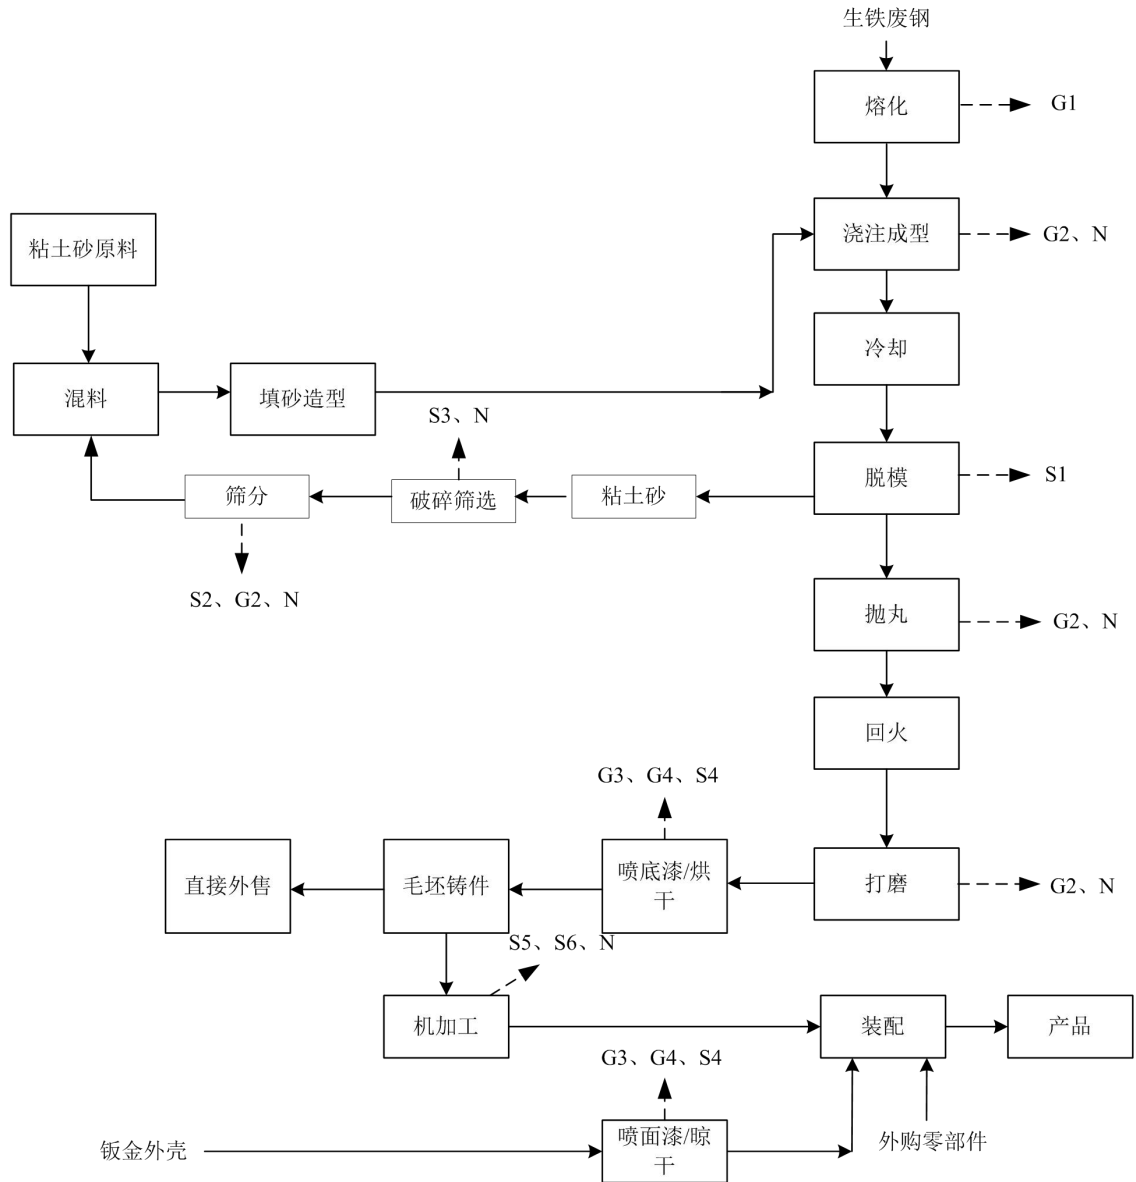 生铁废钢
熔化
G1
粘土砂原料
浇注成型
G2、N
冷却
混料
填砂造型
S3、N
脱模
S1
筛分
破碎筛选
粘土砂
S2、G2、N
抛丸
G2、N
回火
G3、G4、S4
直接外售
毛坯铸件
喷底漆/烘
干
打磨
G2、N
S5、S6、N
机加工
装配
产品
G3、G4、S4
钣金外壳
喷面漆/晾
干
外购零部件